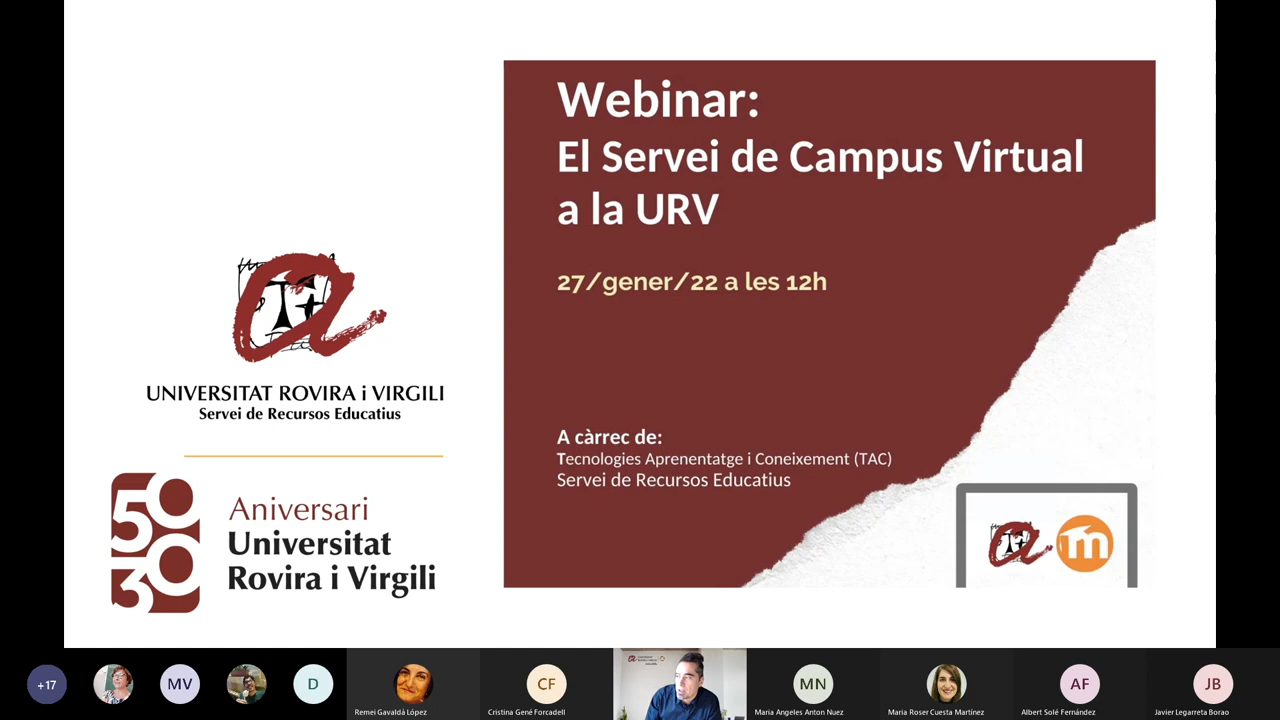 Webinar:
El Servei de Campus Virtual
a la URV
27/gener/22 a les 12h
A càrrec de:
Tecnologies Aprenentatge i Coneixement (TAC)
Servei de Recursos Educatius
UNIVERSITAT ROVIRA i VIRGILI
Servei de Recursos Educatius
50
30
Aniversari
Universitat
Rovira i Virgili
+17
MV
D
CF
MN
AF
JB
Remei Gavaldà López
Cristina Gené Forcadell
Maria Angeles Anton Nuez
Maria Roser Cuesta Martínez
Albert Solé Fernández
Javier Legarreta Borao